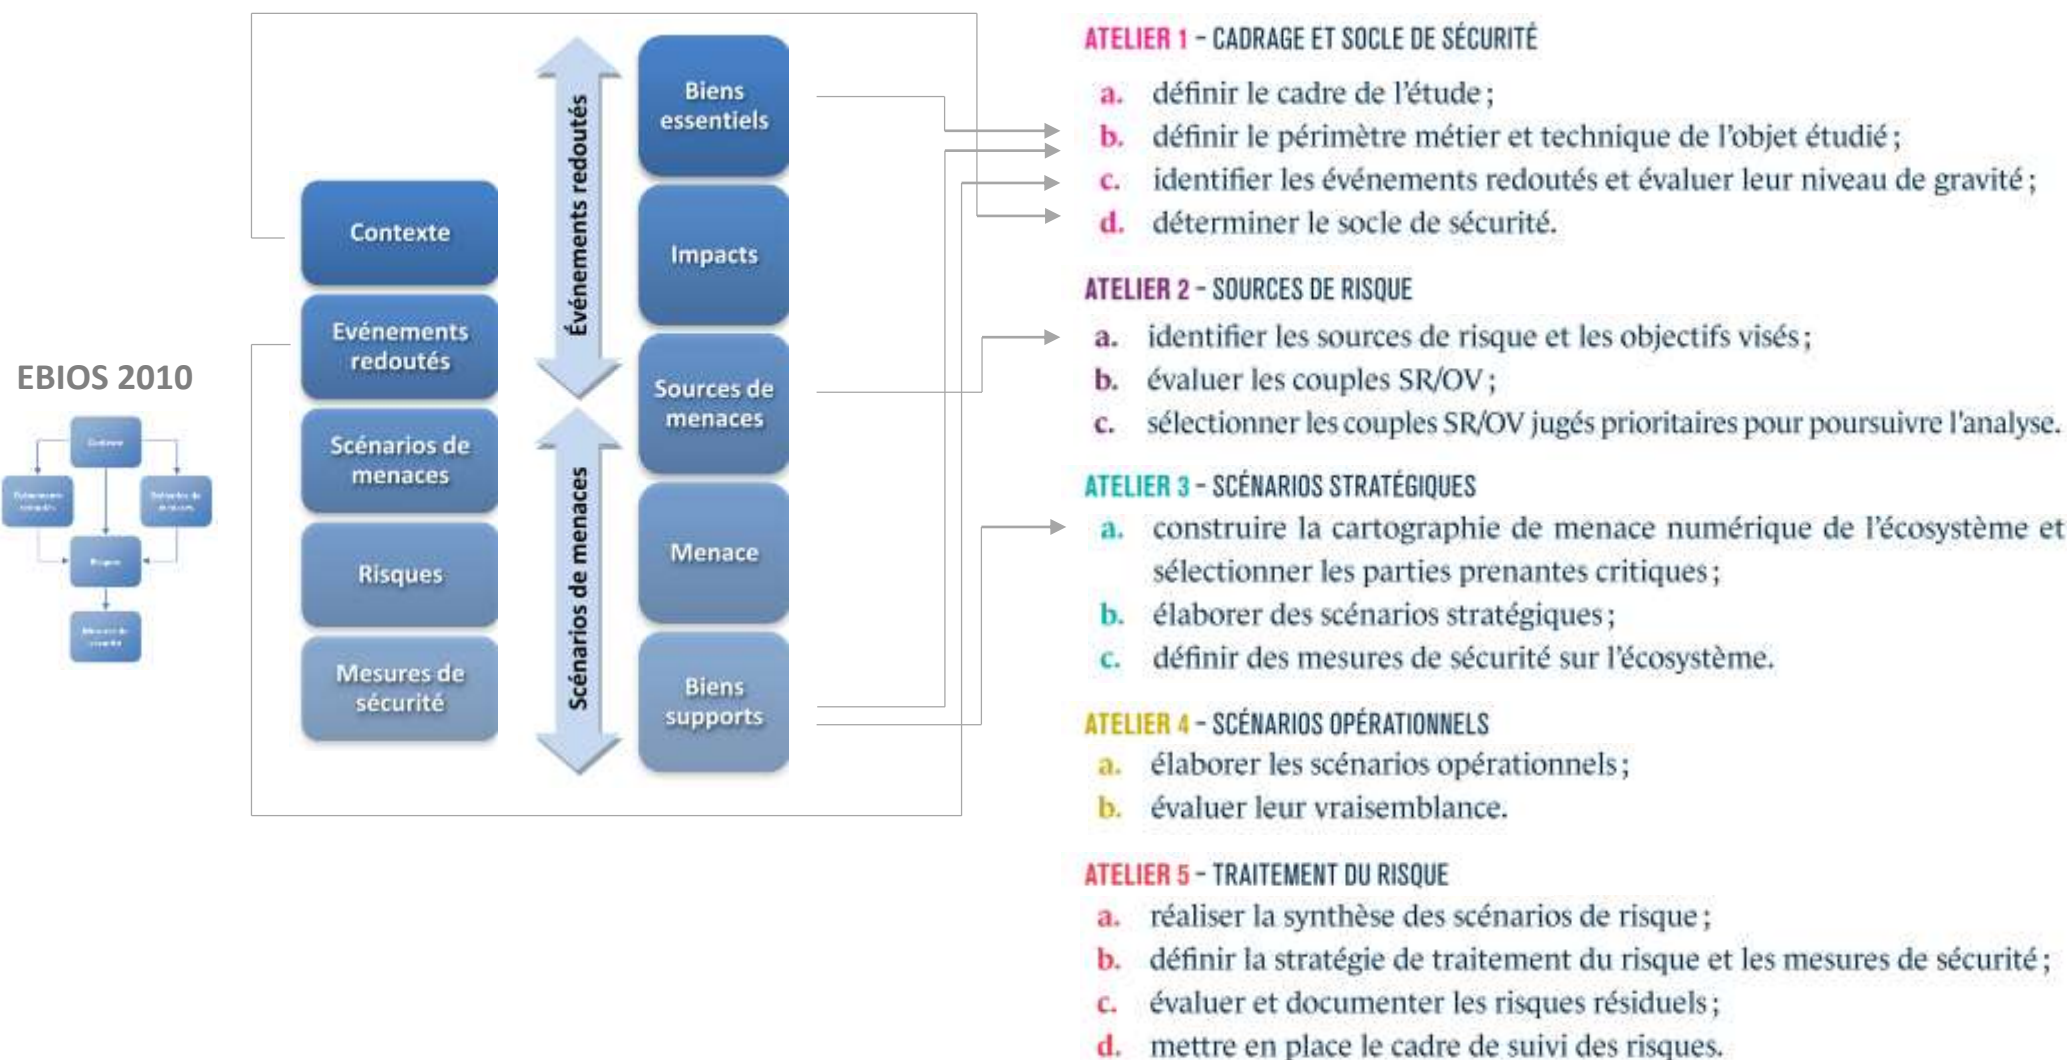 EBIOS 2010
Contexte
Evénements
redoutés
Scénarios de
menaces
Risques
Mesures de
sécurité
Événements redoutés
Scénarios de menaces
Biens
essentiels
Impacts
Sources de
menaces
Menace
Biens
supports
ATELIER 1 – CADRAGE ET SOCLE DE SÉCURITÉ
a. définir le cadre de l'étude ;
b. définir le périmètre métier et technique de l'objet étudié ;
c. identifier les événements redoutés et évaluer leur niveau de gravité ;
d. déterminer le socle de sécurité.
ATELIER 2 – SOURCES DE RISQUE
a. identifier les sources de risque et les objectifs visés ;
b. évaluer les couples SR/OV ;
c. sélectionner les couples SR/OV jugés prioritaires pour poursuivre l'analyse.
ATELIER 3 – SCÉNARIOS STRATÉGIQUES
a. construire la cartographie de menace numérique de l'écosystème et
sélectionner les parties prenantes critiques ;
b. élaborer des scénarios stratégiques ;
c. définir des mesures de sécurité sur l'écosystème.
ATELIER 4 – SCÉNARIOS OPÉRATIONNELS
a. élaborer les scénarios opérationnels ;
b. évaluer leur vraisemblance.
ATELIER 5 – TRAITEMENT DU RISQUE
a. réaliser la synthèse des scénarios de risque ;
b. définir la stratégie de traitement du risque et les mesures de sécurité ;
c. évaluer et documenter les risques résiduels ;
d. mettre en place le cadre de suivi des risques.